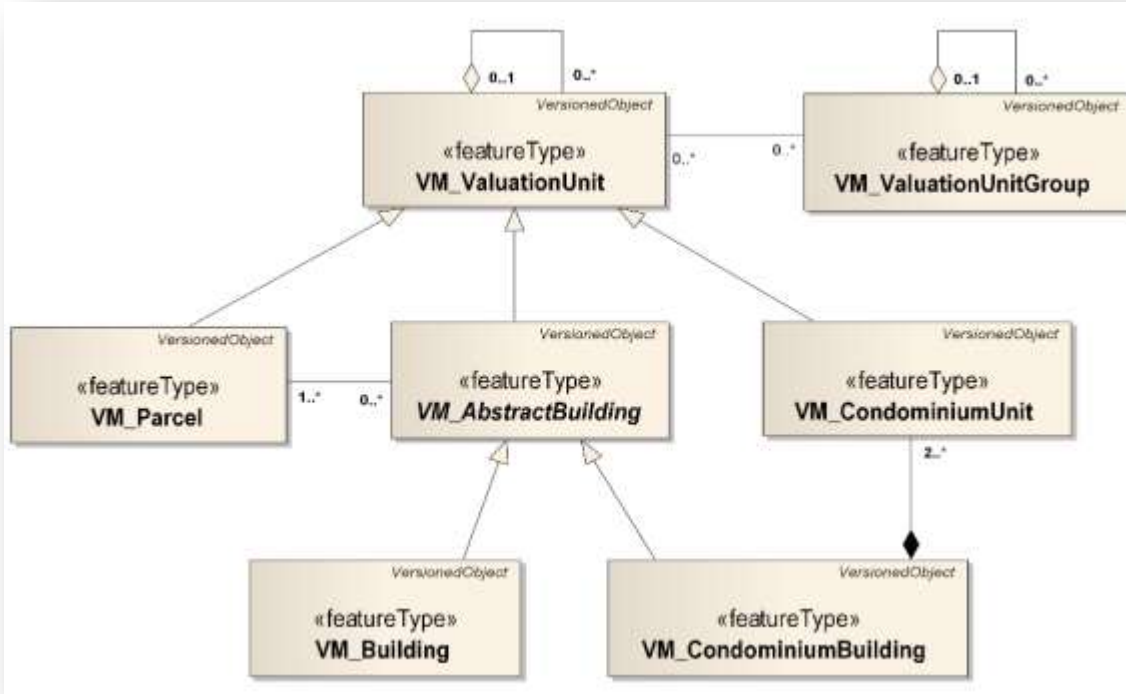 0..1
0..*
0..1
0..*
VersionedObject
«featureType»
VM_ValuationUnit
0..*
0..*
VersionedObject
«featureType»
VM_ValuationUnitGroup
VersionedObject
«featureType»
VM_Parcel
1..*
0..*
VersionedObject
«featureType»
VM_AbstractBuilding
VersionedObject
«featureType»
VM_CondominiumUnit
2..*
VersionedObject
«featureType»
VM_Building
VersionedObject
«featureType»
VM_CondominiumBuilding